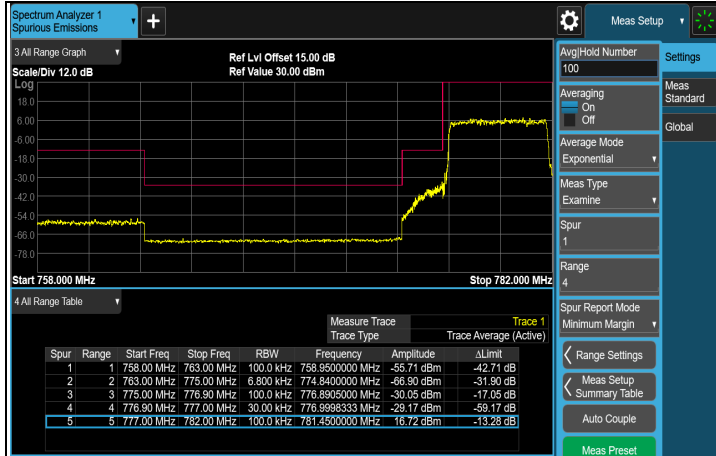 Spectrum Analyzer 1
Spurious Emissions
Meas Setup
3 All Range Graph
Ref Lvl Offset 15.00 dB
Scale/Div 12.0 dB
Ref Value 30.00 dBm
Log
18.0
6.00
-6.00
-18.0
-30.0
-42.0
-54.0
-66.0
-78.0
Start 758.000 MHz
Stop 782.000 MHz
4 All Range Table
Measure Trace
Trace 1
Trace Type
Trace Average (Active)
Spur Range Start Freq Stop Freq RBW Frequency Amplitude ΔLimit
1 1 758.00 MHz 763.00 MHz 100.0 kHz 758.9500000 MHz -55.71 dBm -42.71 dB
2 2 763.00 MHz 775.00 MHz 6.800 kHz 774.8400000 MHz -66.90 dBm -31.90 dB
3 3 775.00 MHz 776.90 MHz 100.0 kHz 776.8905000 MHz -30.05 dBm -17.05 dB
4 4 776.90 MHz 777.00 MHz 30.00 kHz 776.9998333 MHz -29.17 dBm -59.17 dB
5 5 777.00 MHz 782.00 MHz 100.0 kHz 781.4500000 MHz 16.72 dBm -13.28 dB
Avg|Hold Number
100
Averaging
On
Off
Average Mode
Exponential
Meas Type
Examine
Spur
1
Range
4
Spur Report Mode
Minimum Margin
Range Settings
Meas Setup
Summary Table
Auto Couple
Meas Preset
Settings
Meas
Standard
Global